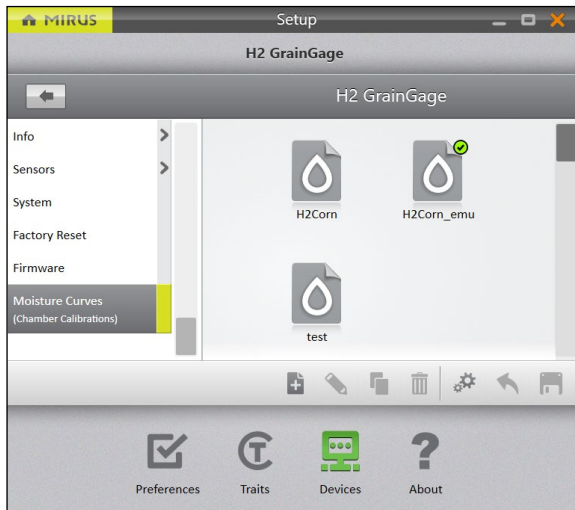 MIRUS
Setup
H2 GrainGage
H2 GrainGage
Info
Sensors
System
Factory Reset
Firmware
Moisture Curves
(Chamber Calibrations)
H2Corn
H2Corn_emu
test
Preferences
Traits
Devices
About